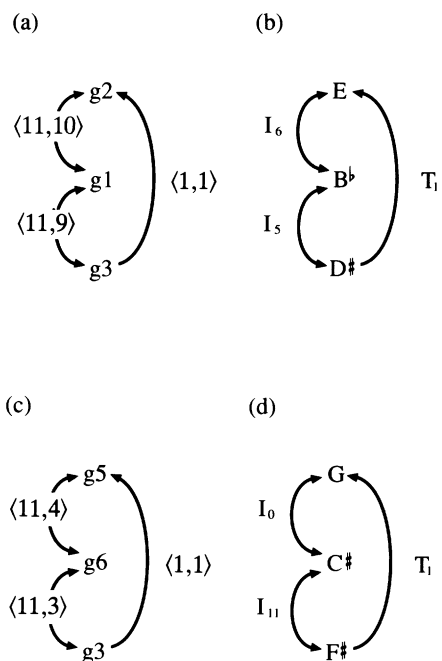 (a) (b)
g2 E
⟨11,10⟩ I₆
g1 ⟨1,1⟩ B♭ T₁
⟨11,9⟩ I₅
g3 D♯
(c) (d)
g5 G
⟨11,4⟩ I₀
g6 ⟨1,1⟩ C♯ T₁
⟨11,3⟩ I₁₁
g3 F♯